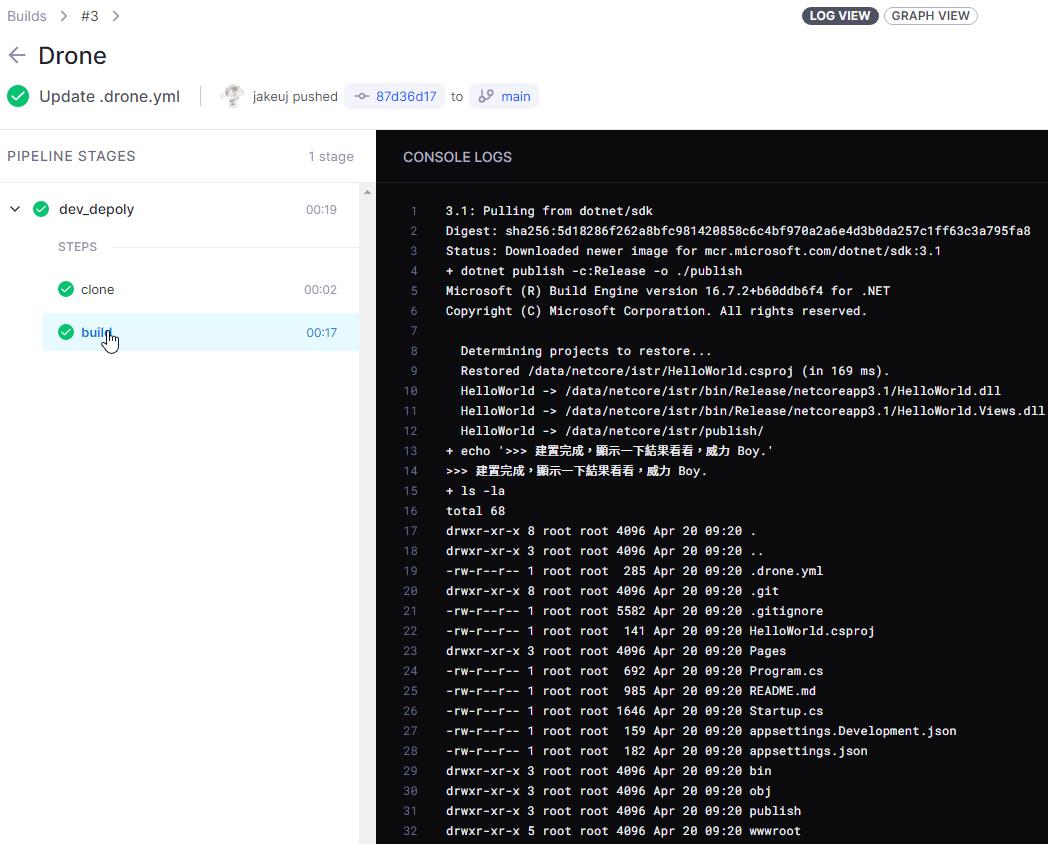 Builds > #3 >
LOG VIEW GRAPH VIEW
Drone
Update .drone.yml jakeuj pushed 87d36d17 to main
PIPELINE STAGES 1 stage
dev_depoly 00:19
STEPS
clone 00:02
build 00:17
CONSOLE LOGS
1 3.1: Pulling from dotnet/sdk
2 Digest: sha256:5d18286f262a8bfc981420858c6c4bf970a2a6e4d3b0da257c1ff63c3a795fa8
3 Status: Downloaded newer image for mcr.microsoft.com/dotnet/sdk:3.1
4 + dotnet publish -c:Release -o ./publish
5 Microsoft (R) Build Engine version 16.7.2+b60ddb6f4 for .NET
6 Copyright (C) Microsoft Corporation. All rights reserved.
7
8 Determining projects to restore...
9 Restored /data/netcore/istr/HelloWorld.csproj (in 169 ms).
10 HelloWorld -> /data/netcore/istr/bin/Release/netcoreapp3.1/HelloWorld.dll
11 HelloWorld -> /data/netcore/istr/bin/Release/netcoreapp3.1/HelloWorld.Views.dll
12 HelloWorld -> /data/netcore/istr/publish/
13 + echo '>>> 建置完成，顯示一下結果看看，威力 Boy.'
14 >>> 建置完成，顯示一下結果看看，威力 Boy.
15 + ls -la
16 total 68
17 drwxr-xr-x 8 root root 4096 Apr 20 09:20 .
18 drwxr-xr-x 3 root root 4096 Apr 20 09:20 ..
19 -rw-r--r-- 1 root root 285 Apr 20 09:20 .drone.yml
20 drwxr-xr-x 8 root root 4096 Apr 20 09:20 .git
21 -rw-r--r-- 1 root root 5582 Apr 20 09:20 .gitignore
22 -rw-r--r-- 1 root root 141 Apr 20 09:20 HelloWorld.csproj
23 drwxr-xr-x 3 root root 4096 Apr 20 09:20 Pages
24 -rw-r--r-- 1 root root 692 Apr 20 09:20 Program.cs
25 -rw-r--r-- 1 root root 985 Apr 20 09:20 README.md
26 -rw-r--r-- 1 root root 1646 Apr 20 09:20 Startup.cs
27 -rw-r--r-- 1 root root 159 Apr 20 09:20 appsettings.Development.json
28 -rw-r--r-- 1 root root 182 Apr 20 09:20 appsettings.json
29 drwxr-xr-x 3 root root 4096 Apr 20 09:20 bin
30 drwxr-xr-x 3 root root 4096 Apr 20 09:20 obj
31 drwxr-xr-x 3 root root 4096 Apr 20 09:20 publish
32 drwxr-xr-x 5 root root 4096 Apr 20 09:20 wwwroot